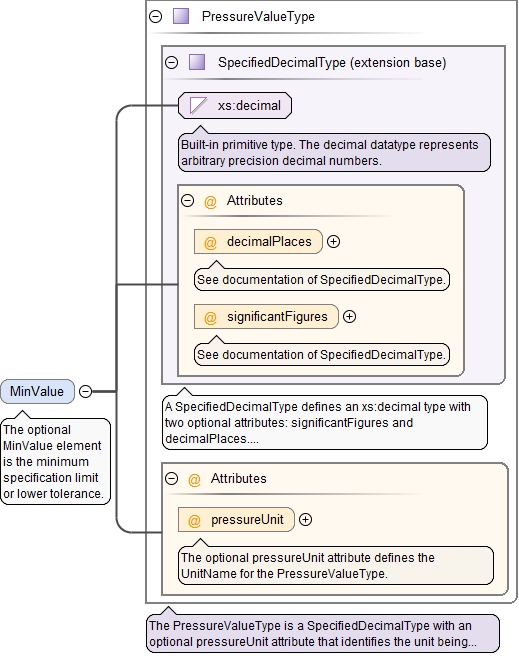 PressureValueType
SpecifiedDecimalType (extension base)
xs:decimal
Built-in primitive type. The decimal datatype represents
arbitrary precision decimal numbers.
@ Attributes
@ decimalPlaces
See documentation of SpecifiedDecimalType.
@ significantFigures
See documentation of SpecifiedDecimalType.
A SpecifiedDecimalType defines an xs:decimal type with
two optional attributes: significantFigures and
decimalPlaces....
MinValue
The optional
MinValue element
is the minimum
specification limit
or lower tolerance.
@ Attributes
@ pressureUnit
The optional pressureUnit attribute defines the
UnitName for the PressureValueType.
The PressureValueType is a SpecifiedDecimalType with an
optional pressureUnit attribute that identifies the unit being...